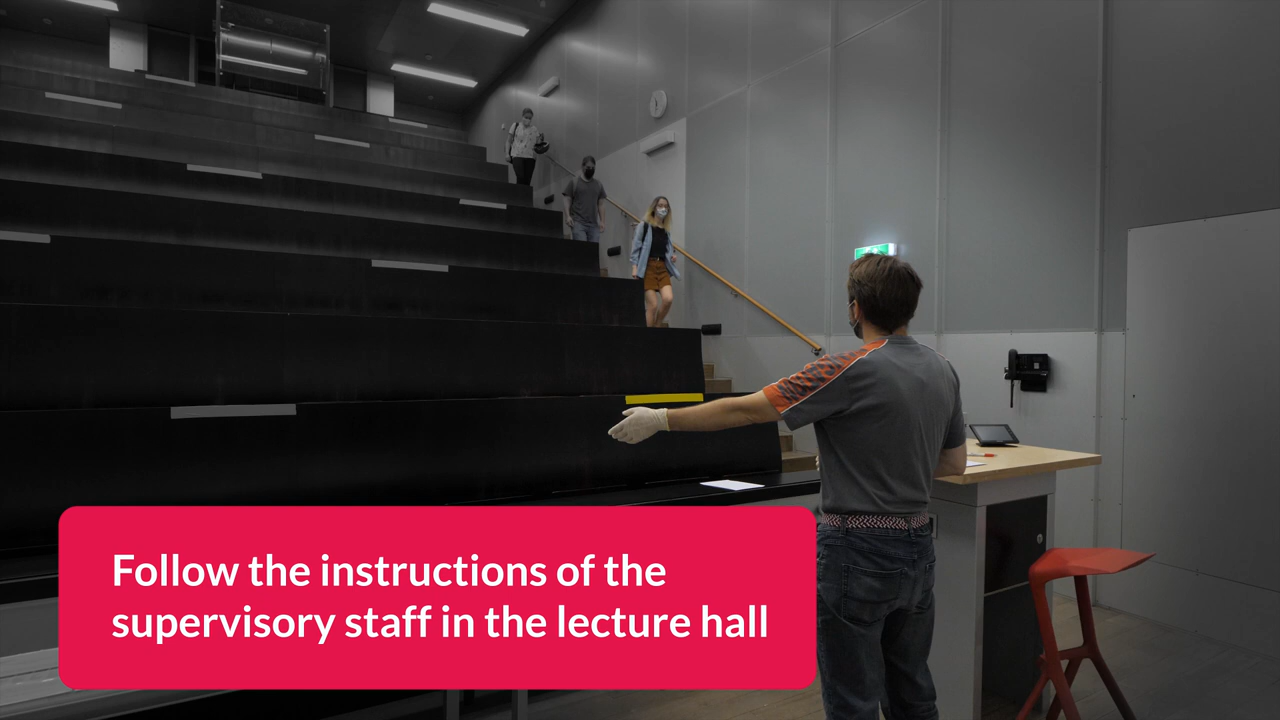 Follow the instructions of the
supervisory staff in the lecture hall